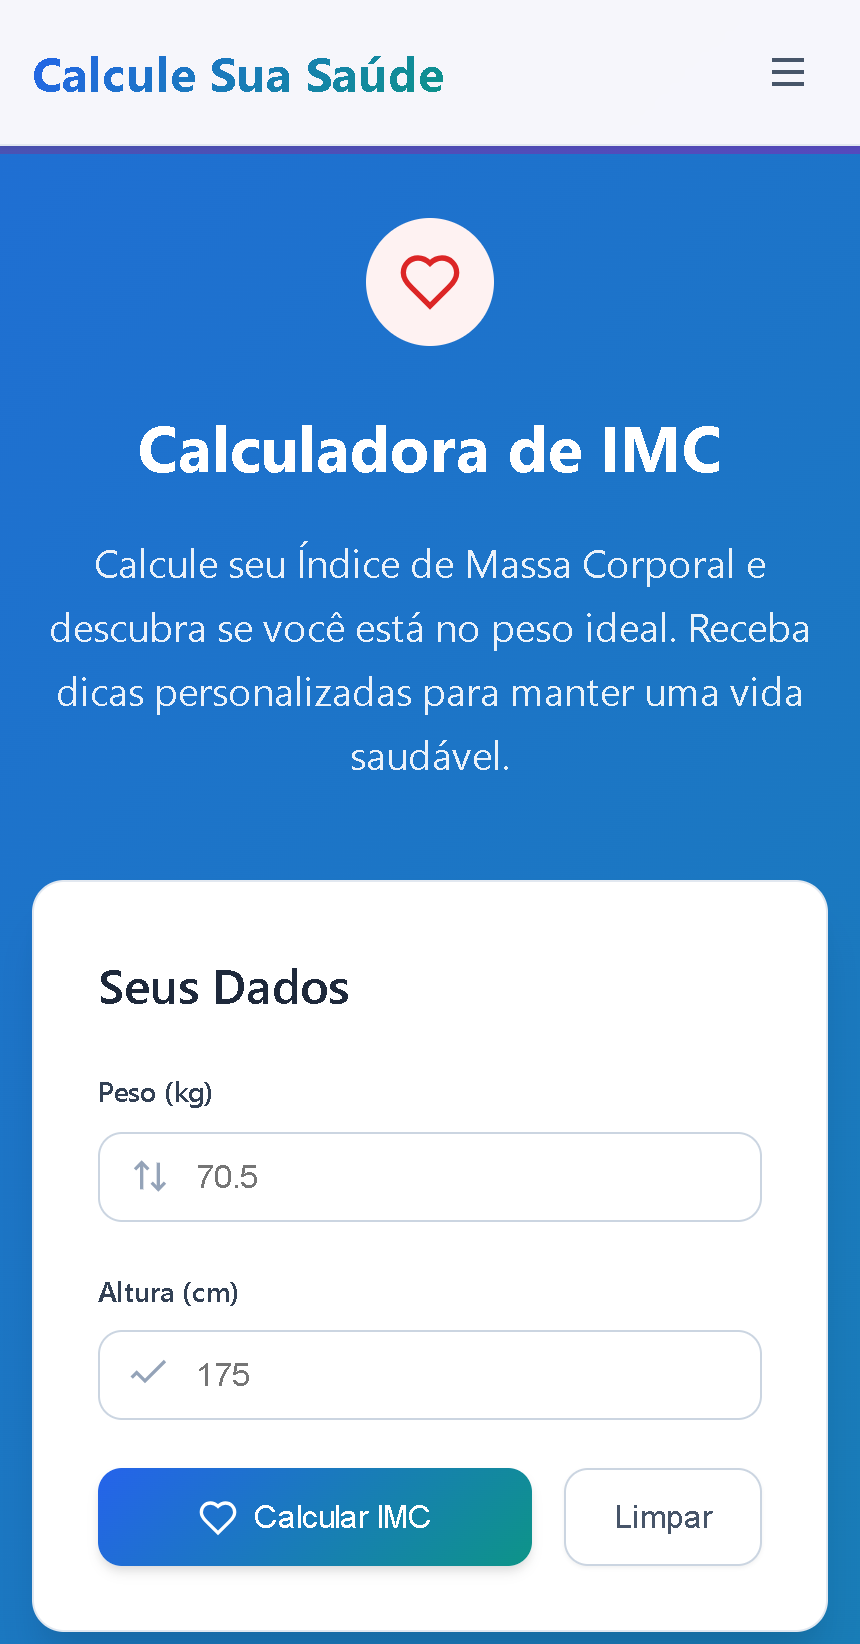 Calcule Sua Saúde
Calculadora de IMC
Calcule seu Índice de Massa Corporal e
descubra se você está no peso ideal. Receba
dicas personalizadas para manter uma vida
saudável.
Seus Dados
Peso (kg)
70.5
Altura (cm)
175
Calcular IMC
Limpar